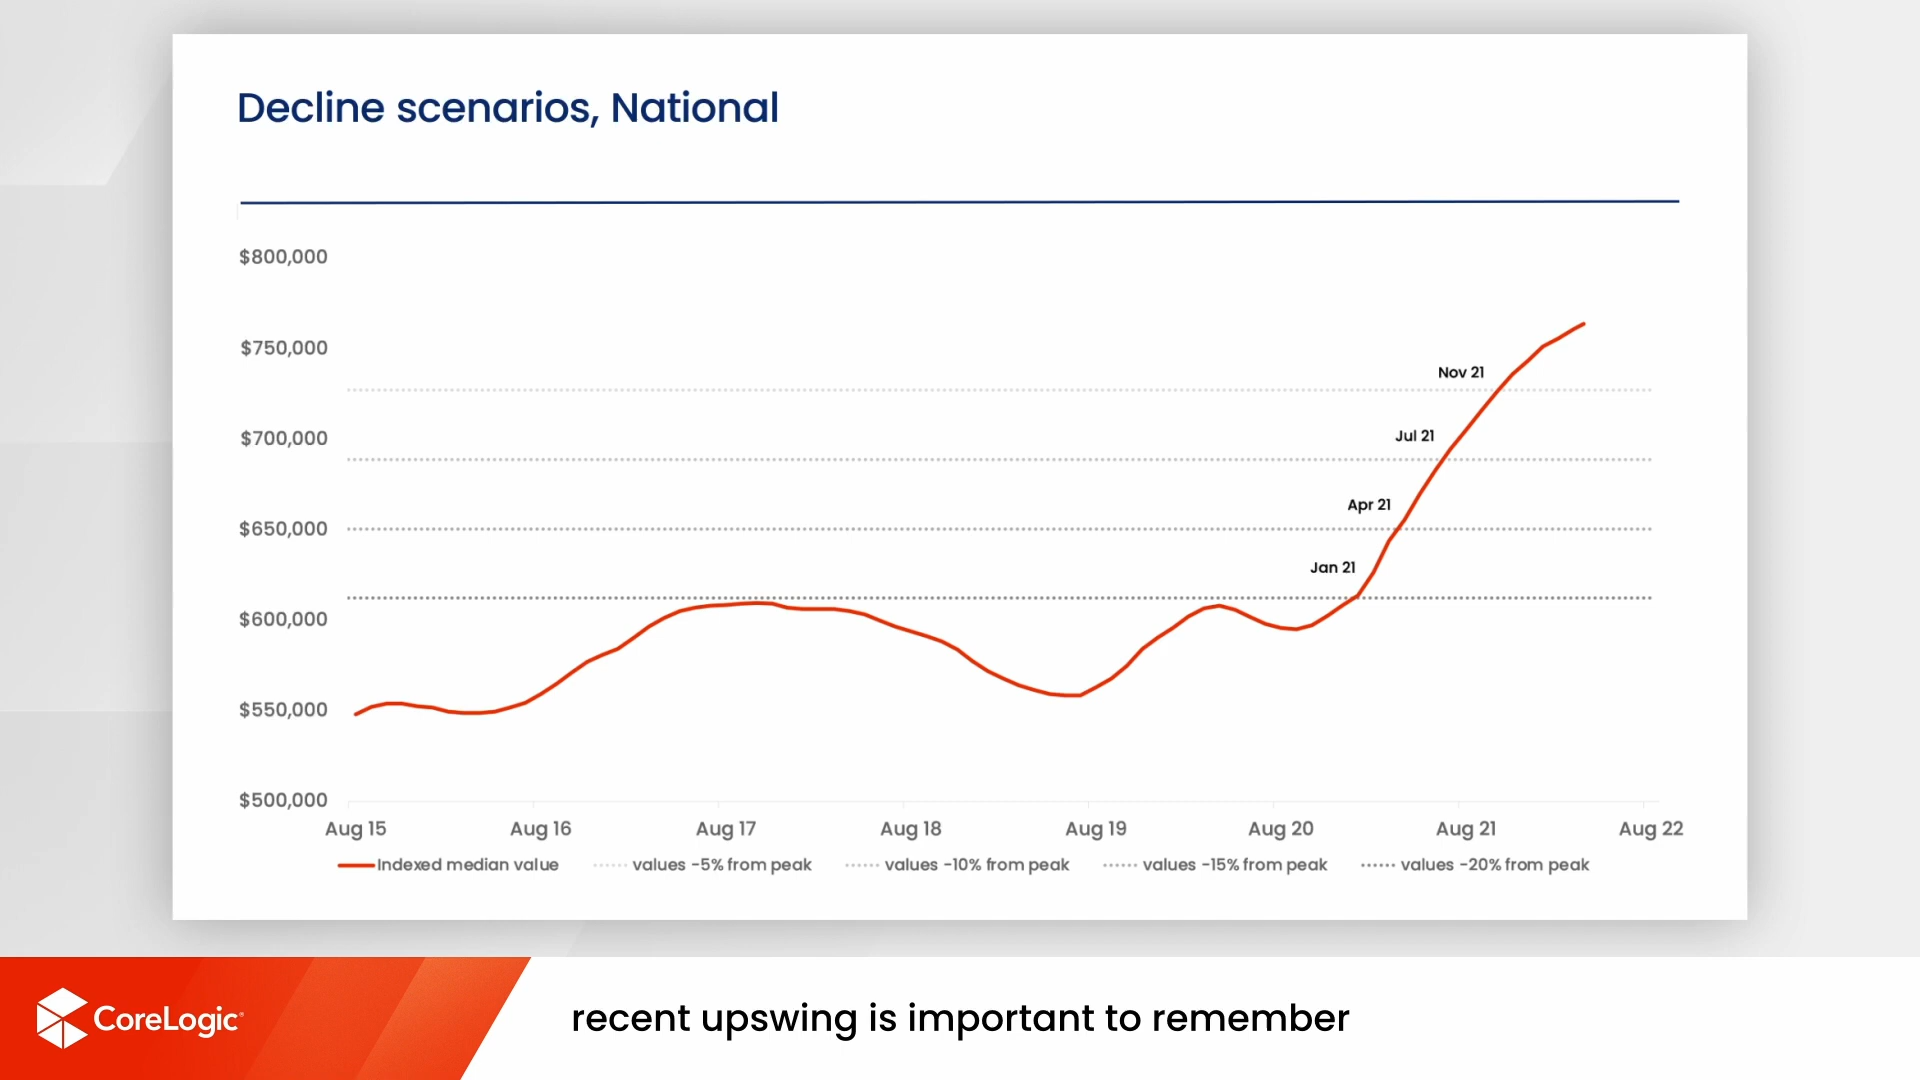 Decline scenarios, National
$800,000
$750,000
Nov 21
$700,000
Jul 21
Apr 21
$650,000
Jan 21
$600,000
$550,000
$500,000
Aug 15 Aug 16 Aug 17 Aug 18 Aug 19 Aug 20 Aug 21 Aug 22
Indexed median value values -5% from peak values -10% from peak values -15% from peak values -20% from peak
CoreLogic
recent upswing is important to remember